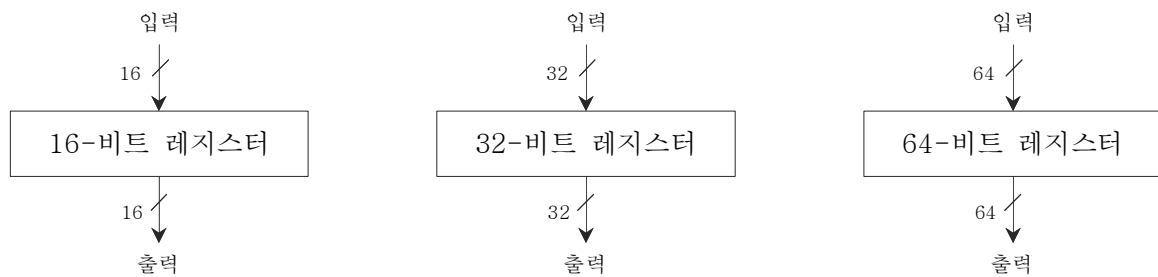 입력 입력 입력
16 32 64
16-비트 레지스터 32-비트 레지스터 64-비트 레지스터
16 32 64
출력 출력 출력